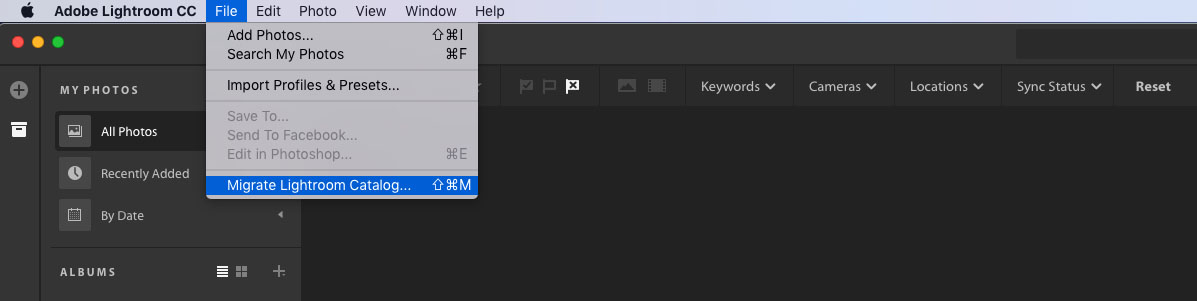 Adobe Lightroom CC File Edit Photo View Window Help
Add Photos... ⇧⌘I
Search My Photos ⌘F
Import Profiles & Presets...
Save To...
Send To Facebook...
Edit in Photoshop... ⌘E
Migrate Lightroom Catalog... ⇧⌘M
Keywords Cameras Locations Sync Status Reset
MY PHOTOS
All Photos
Recently Added
By Date
ALBUMS